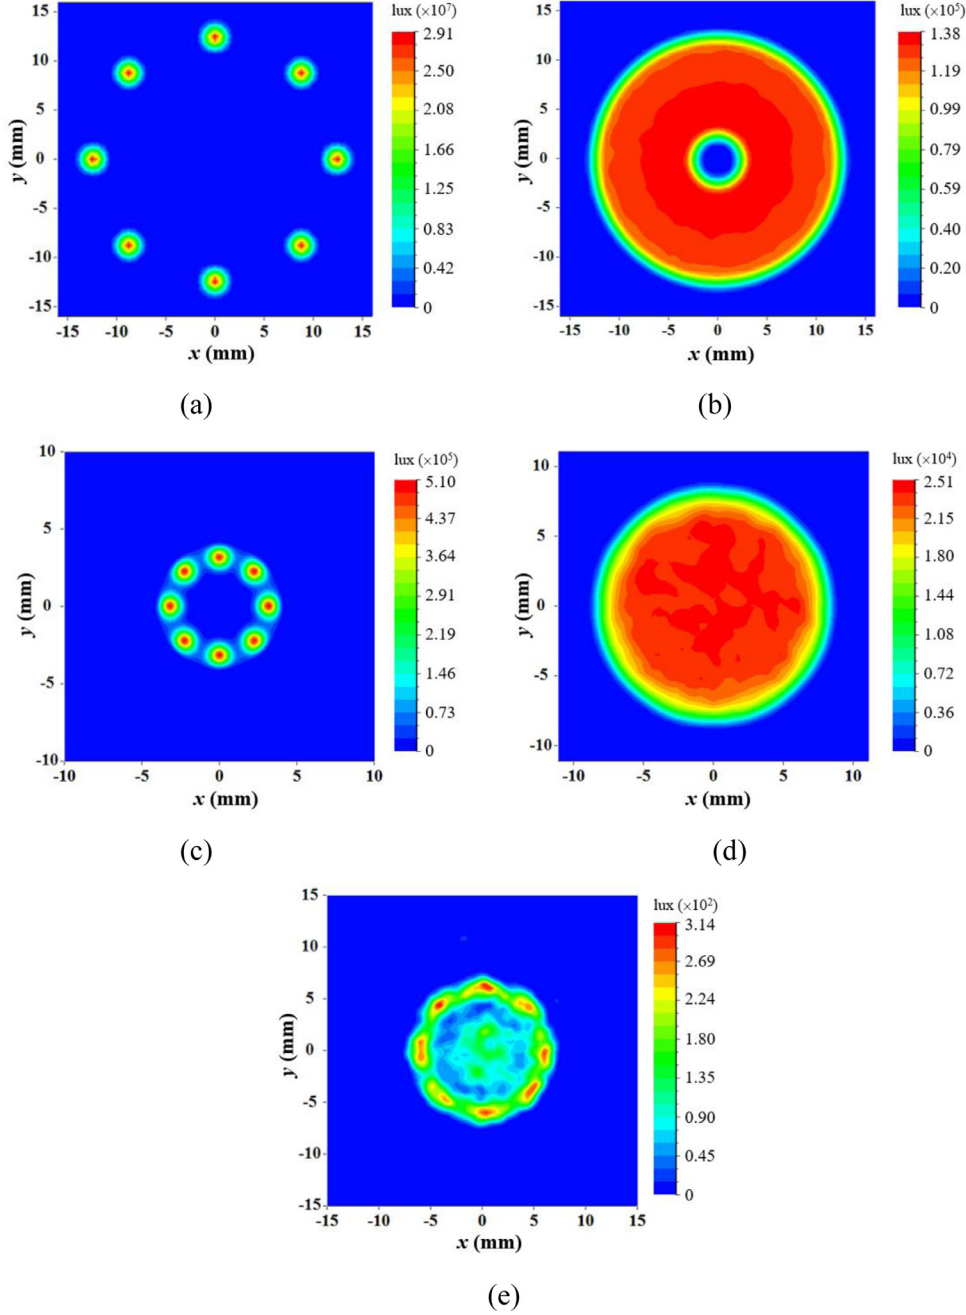 lux (×10⁷)
15
10
5
0
-5
-10
-15
y (mm)
-15 -10 -5 0 5 10 15
x (mm)
2.91
2.50
2.08
1.66
1.25
0.83
0.42
0
(a)
lux (×10⁵)
15
10
5
0
-5
-10
-15
y (mm)
-15 -10 -5 0 5 10 15
x (mm)
1.38
1.19
0.99
0.79
0.59
0.40
0.20
0
(b)
lux (×10⁵)
10
5
0
-5
-10
y (mm)
-10 -5 0 5 10
x (mm)
5.10
4.37
3.64
2.91
2.19
1.46
0.73
0
(c)
lux (×10⁴)
10
5
0
-5
-10
y (mm)
-10 -5 0 5 10
x (mm)
2.51
2.15
1.80
1.44
1.08
0.72
0.36
0
(d)
lux (×10²)
15
10
5
0
-5
-10
-15
y (mm)
-15 -10 -5 0 5 10 15
x (mm)
3.14
2.69
2.24
1.80
1.35
0.90
0.45
0
(e)